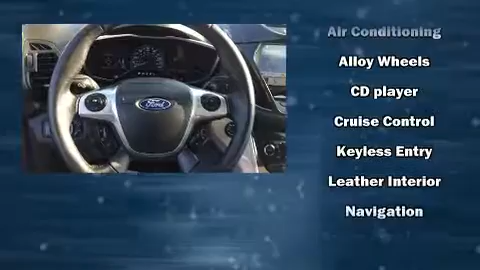 Air Conditioning
Alloy Wheels
CD player
Cruise Control
Keyless Entry
Leather Interior
Navigation
Ford